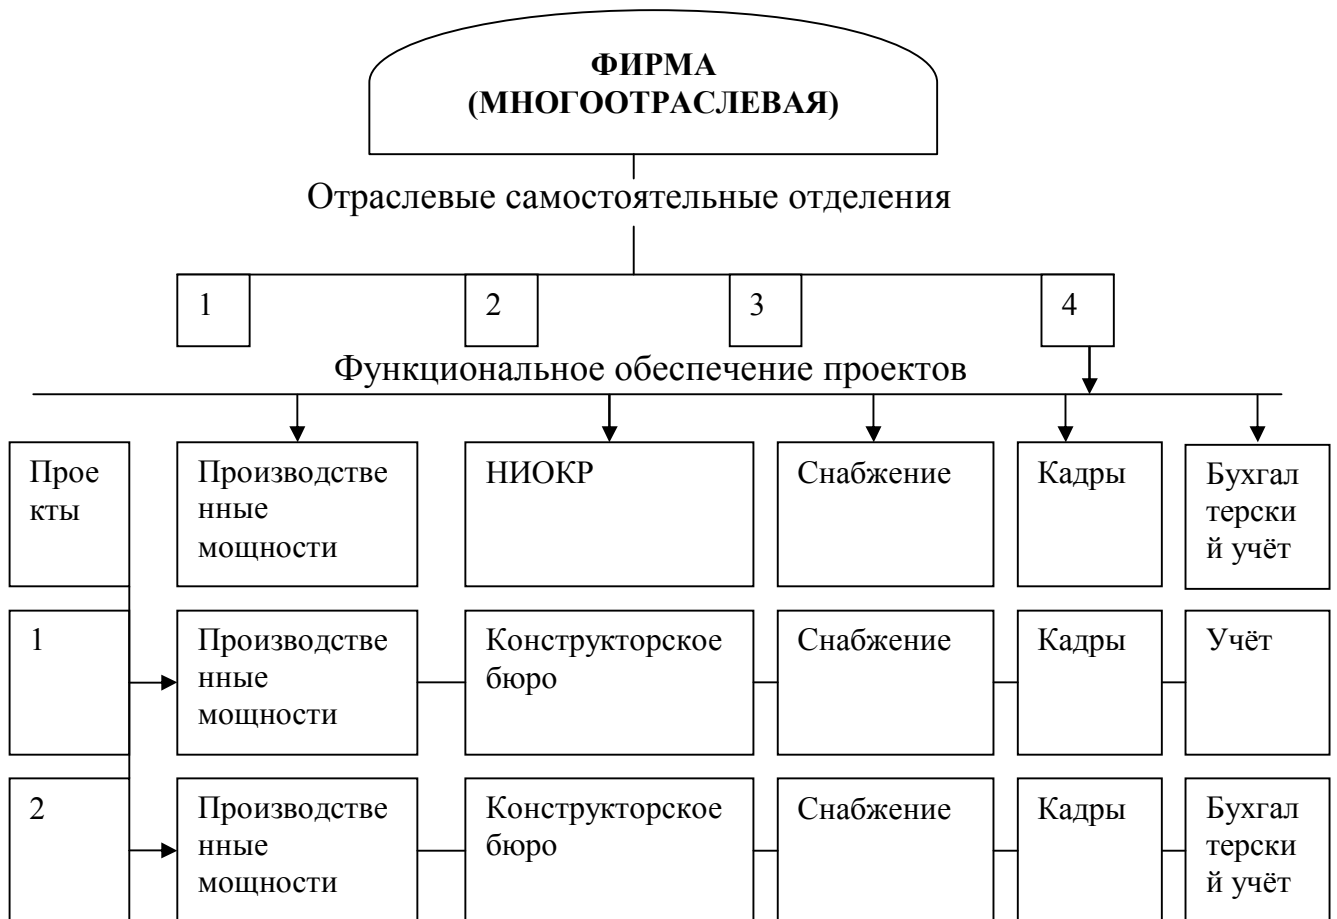 ФИРМА
(МНОГООТРАСЛЕВАЯ)
Отраслевые самостоятельные отделения
1
2
3
4
Функциональное обеспечение проектов
Прое
кты
Производстве
нные
мощности
НИОКР
Снабжение
Кадры
Бухгал
терски
й учёт
1
Производстве
нные
мощности
Конструкторское
бюро
Снабжение
Кадры
Учёт
2
Производстве
нные
мощности
Конструкторское
бюро
Снабжение
Кадры
Бухгал
терски
й учёт